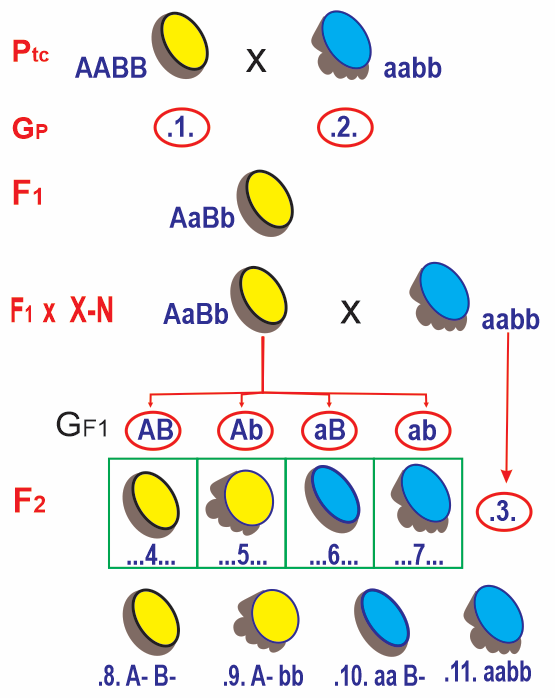 Ptc AABB X aabb
GP .1. .2.
F1 AaBb
F1 x X-N AaBb X aabb
GF1 AB Ab aB ab
F2 .3.
...4... ...5... ...6... ...7...
.8. A- B- .9. A- bb .10. aa B- .11. aabb